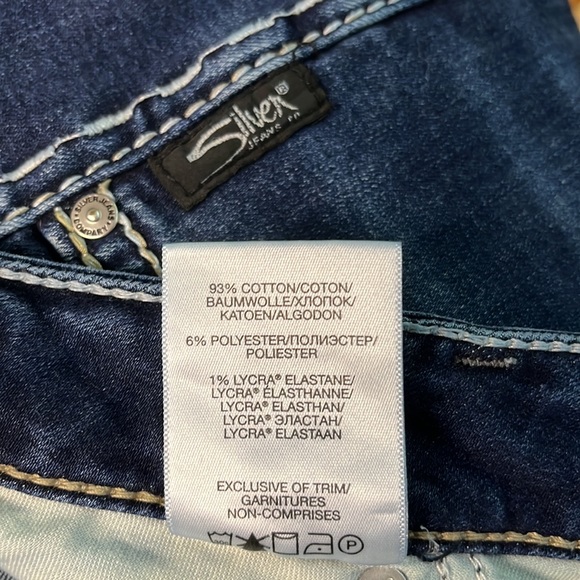 Silver®
JEANS CO
SILVER JEANS
COMPANY
93% COTTON/COTON/
BAUMWOLLE/ХЛОПОК/
KATOEN/ALGODON
6% POLYESTER/ПОЛИЭСТЕР/
POLIESTER
1% LYCRA® ELASTANE/
LYCRA® ÉLASTHANNE/
LYCRA® ELASTHAN/
LYCRA® ЭЛАСТАН/
LYCRA® ELASTAAN
EXCLUSIVE OF TRIM/
GARNITURES
NON-COMPRISES
P